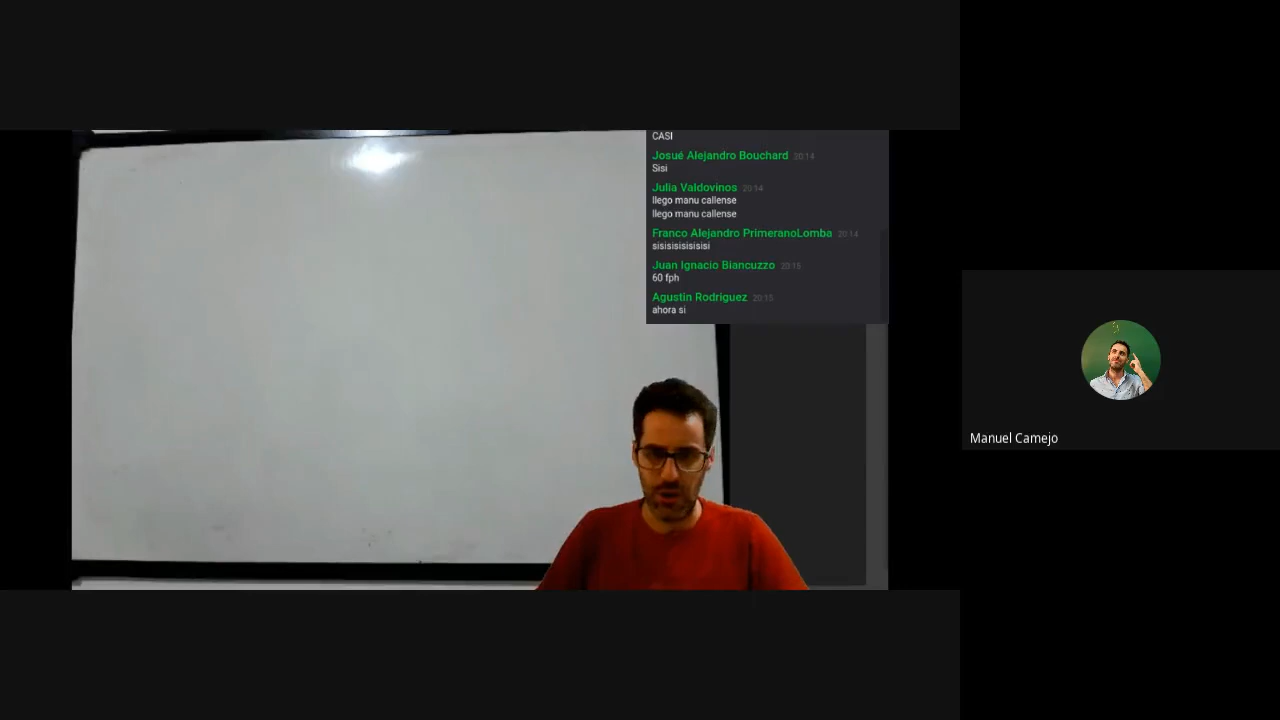 CASI
Josué Alejandro Bouchard 20:14
Sisi
Julia Valdovinos 20:14
llego manu callense
llego manu callense
Franco Alejandro PrimeranoLomba 20:14
sisisisisisisi
Juan Ignacio Biancuzzo 20:15
60 fph
Agustin Rodriguez 20:15
ahora si
Manuel Camejo